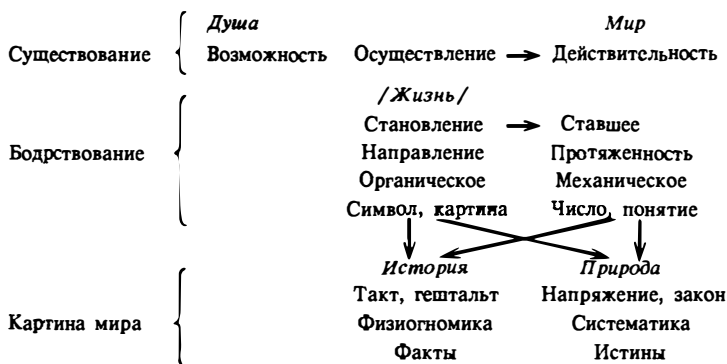 Душа Мир
Существование Возможность Осуществление → Действительность
/Жизнь/
Становление → Ставшее
Бодрствование Направление Протяженность
Органическое Механическое
Символ, картина Число, понятие
История Природа
Такт, гештальт Напряжение, закон
Картина мира Физиогномика Систематика
Факты Истины